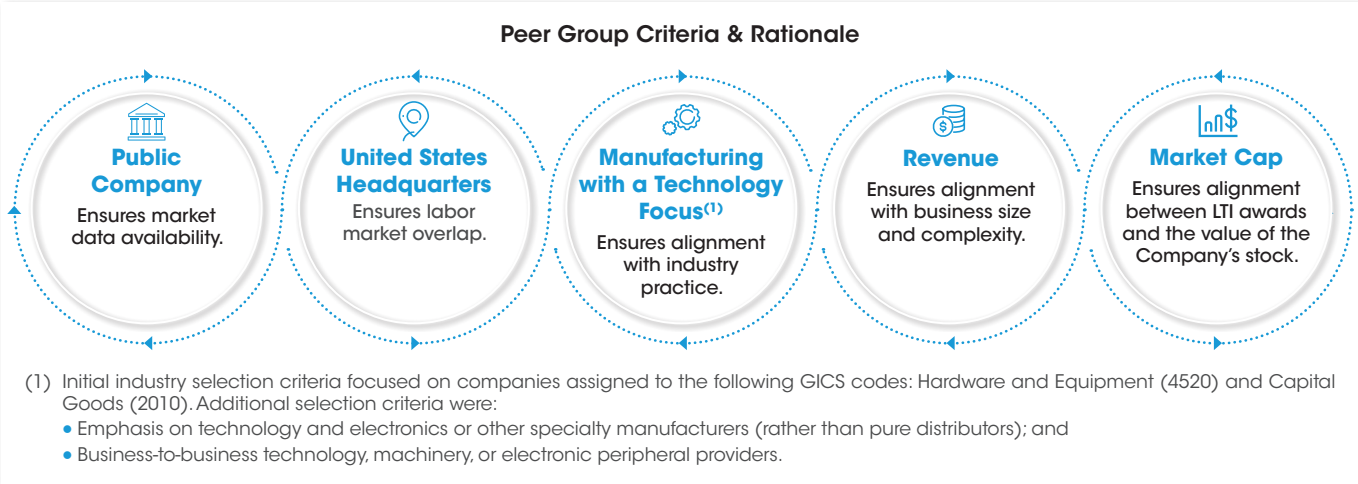 Peer Group Criteria & Rationale
Public
Company
Ensures market
data availability.
United States
Headquarters
Ensures labor
market overlap.
Manufacturing
with a Technology
Focus(1)
Ensures alignment
with industry
practice.
Revenue
Ensures alignment
with business size
and complexity.
Market Cap
Ensures alignment
between LTI awards
and the value of the
Company's stock.
(1) Initial industry selection criteria focused on companies assigned to the following GICS codes: Hardware and Equipment (4520) and Capital
Goods (2010). Additional selection criteria were:
• Emphasis on technology and electronics or other specialty manufacturers (rather than pure distributors); and
• Business-to-business technology, machinery, or electronic peripheral providers.